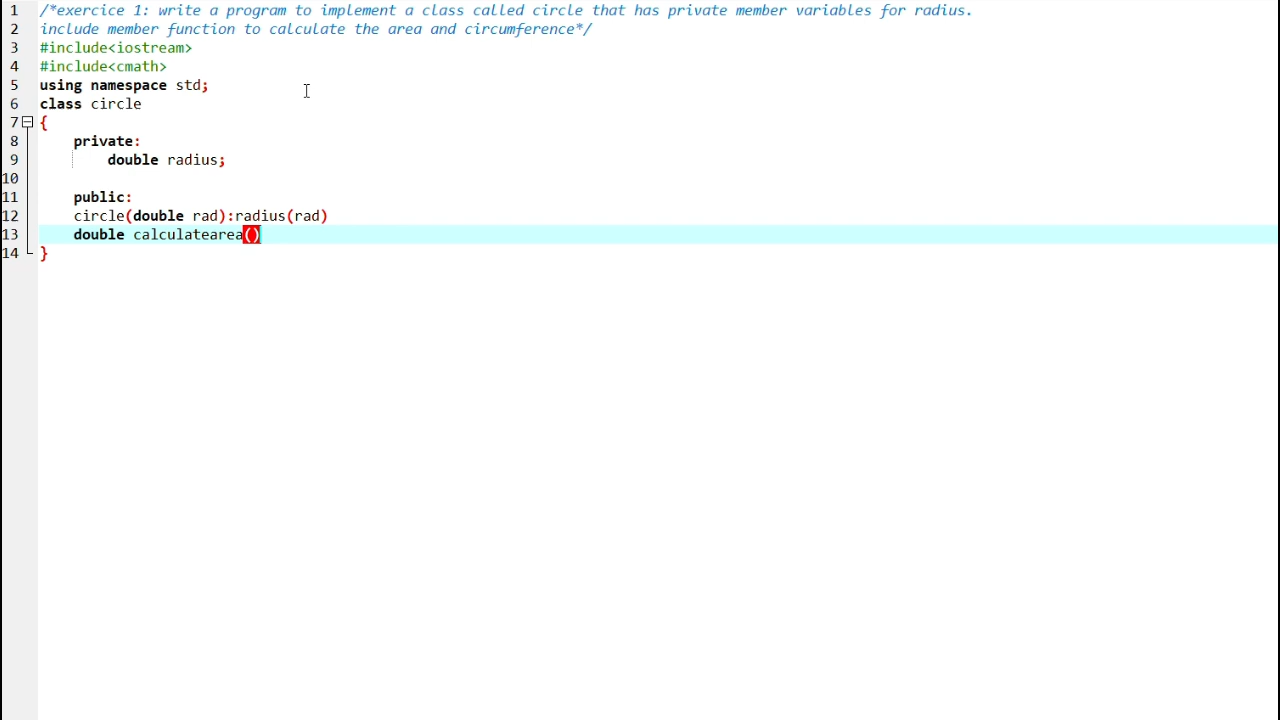 1 /*exercice 1: write a program to implement a class called circle that has private member variables for radius.
2 include member function to calculate the area and circumference*/
3 #include<iostream>
4 #include<cmath>
5 using namespace std;
6 class circle
7 {
8 private:
9 double radius;
10
11 public:
12 circle(double rad):radius(rad)
13 double calculatearea()
14 }